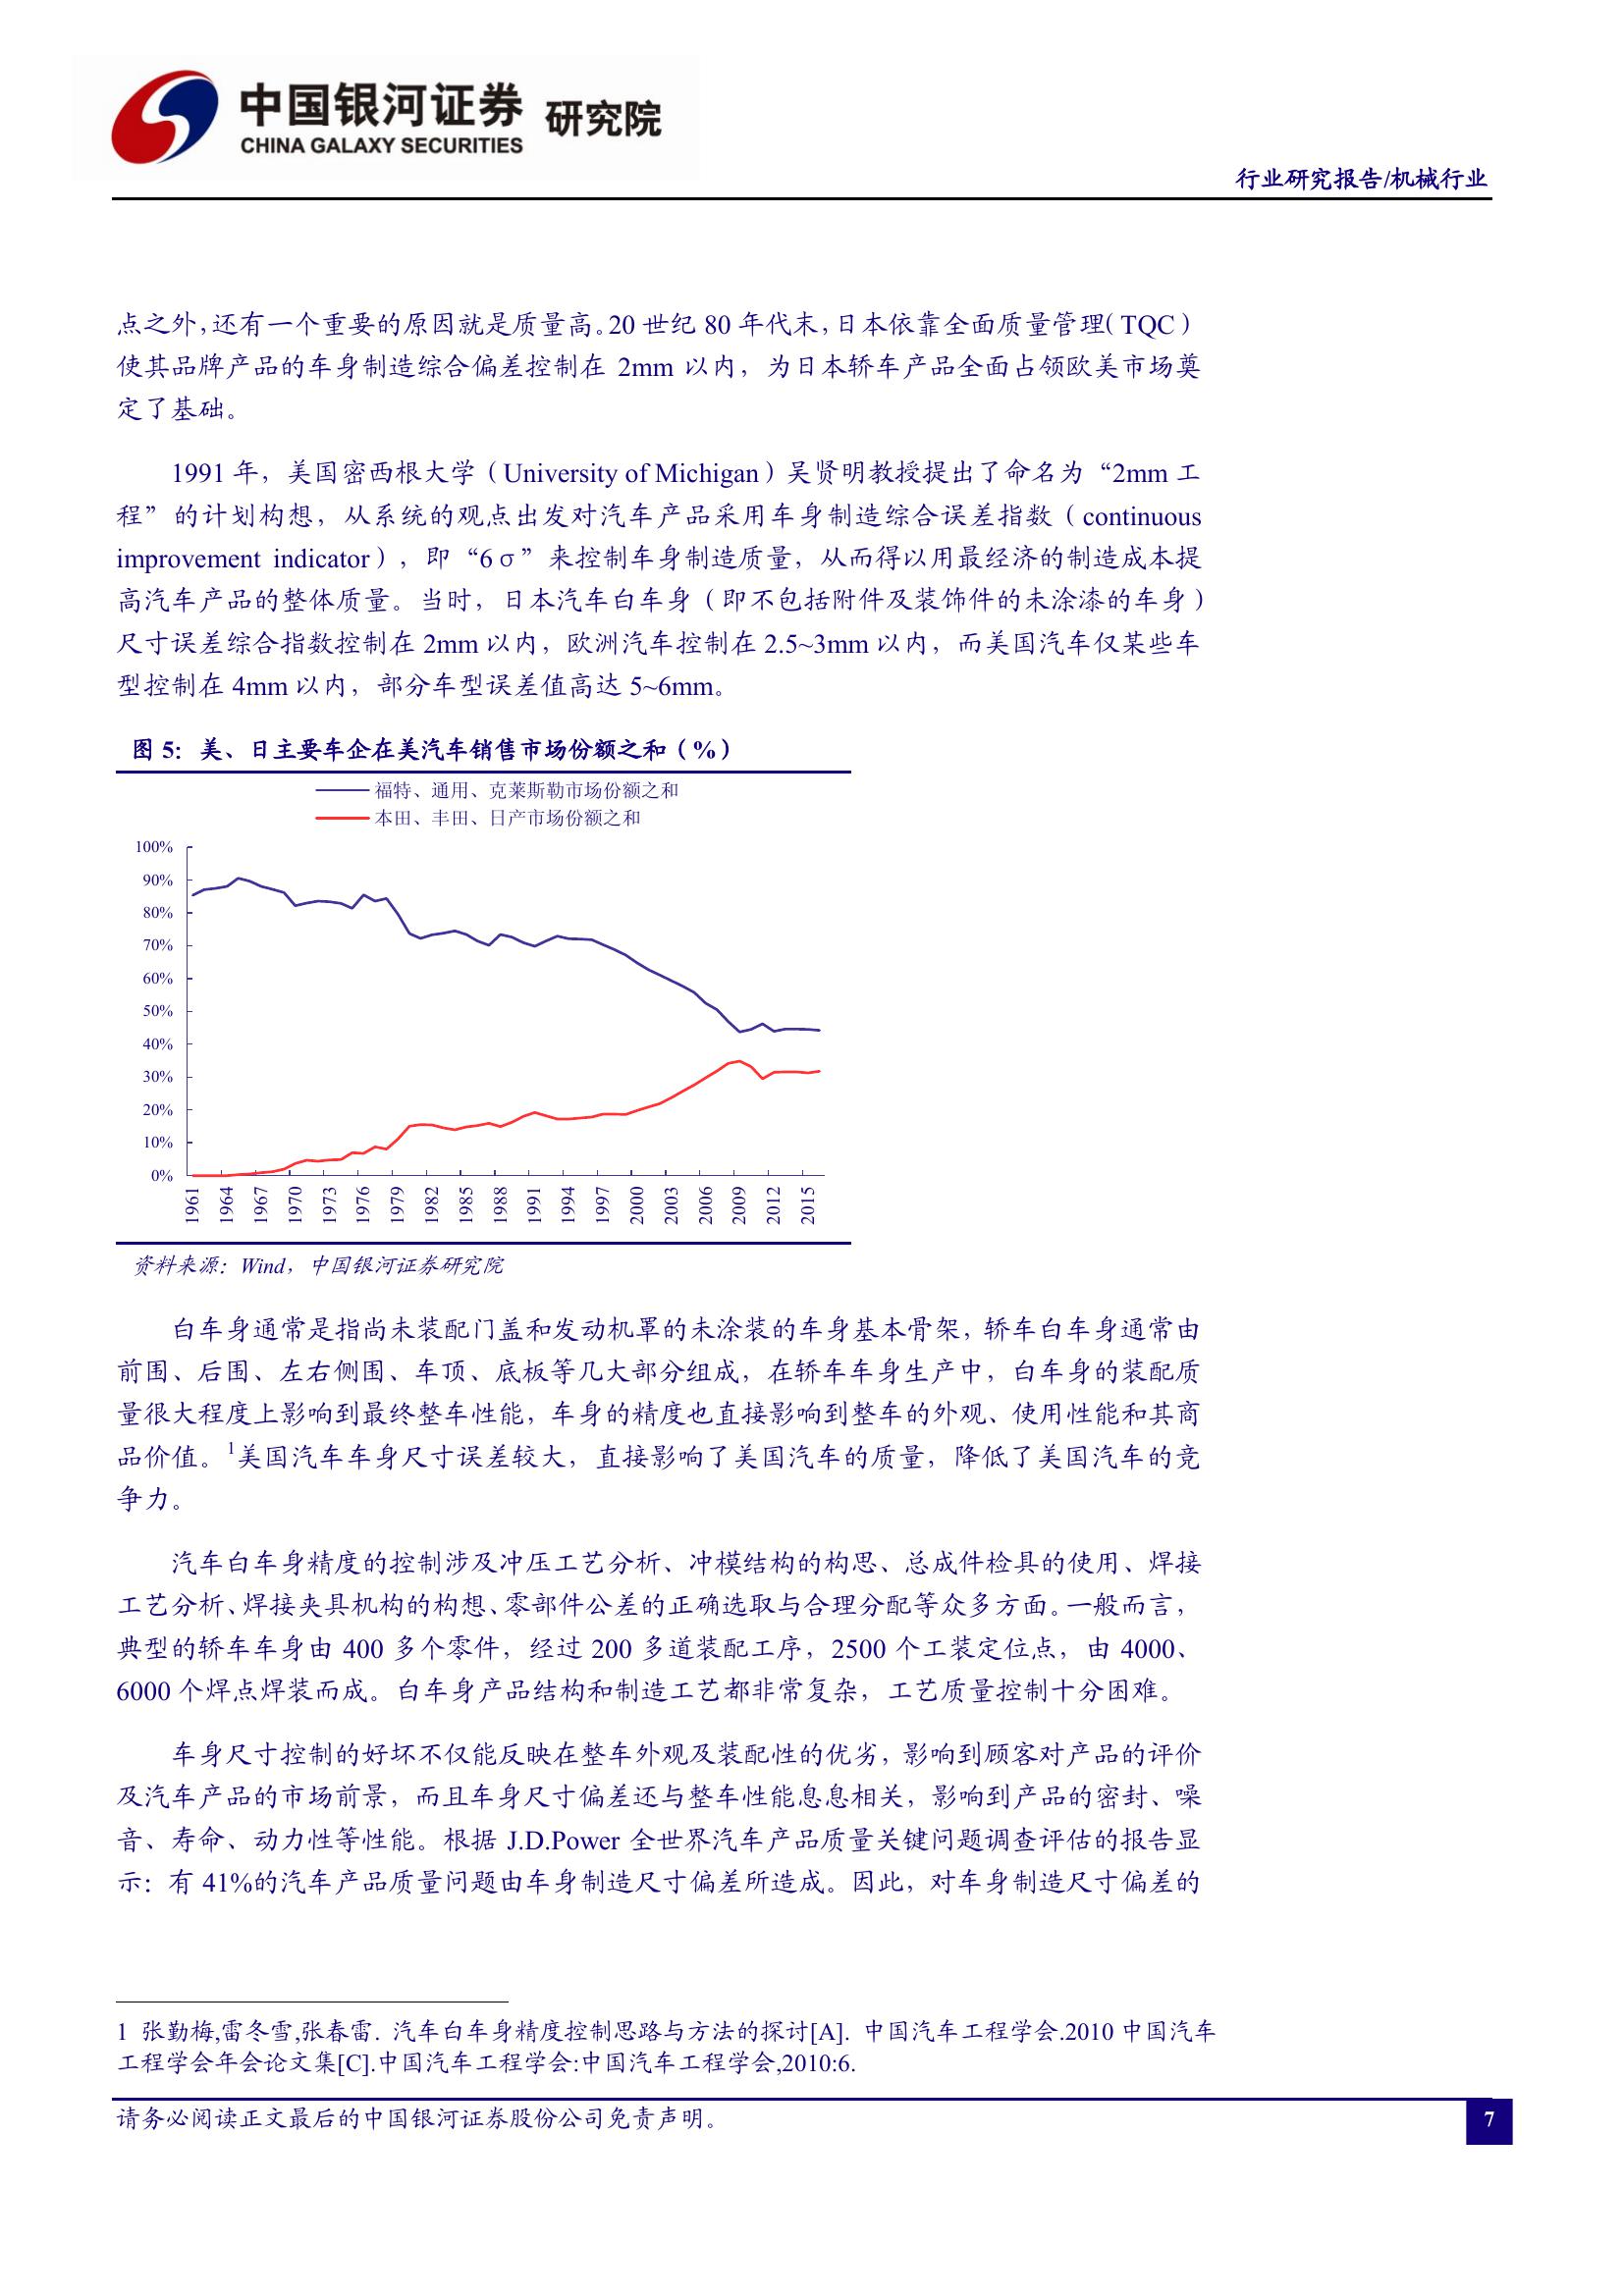 中国银河证券 研究院
CHINA GALAXY SECURITIES
行业研究报告/机械行业
点之外，还有一个重要的原因就是质量高。20 世纪 80 年代末，日本依靠全面质量管理（TQC）
使其品牌产品的车身制造综合偏差控制在 2mm 以内，为日本轿车产品全面占领欧美市场奠
定了基础。
1991 年，美国密西根大学（University of Michigan）吴贤明教授提出了命名为“2mm 工
程”的计划构想，从系统的观点出发对汽车产品采用车身制造综合误差指数（continuous
improvement indicator），即“6σ”来控制车身制造质量，从而得以用最经济的制造成本提
高汽车产品的整体质量。当时，日本汽车白车身（即不包括附件及装饰件的未涂漆的车身）
尺寸误差综合指数控制在 2mm 以内，欧洲汽车控制在 2.5~3mm 以内，而美国汽车仅某些车
型控制在 4mm 以内，部分车型误差值高达 5~6mm。
图 5：美、日主要车企在美汽车销售市场份额之和（%）
福特、通用、克莱斯勒市场份额之和
本田、丰田、日产市场份额之和
100%
90%
80%
70%
60%
50%
40%
30%
20%
10%
0%
1961 1964 1967 1970 1973 1976 1979 1982 1985 1988 1991 1994 1997 2000 2003 2006 2009 2012 2015
资料来源：Wind，中国银河证券研究院
白车身通常是指尚未装配门盖和发动机罩的未涂装的车身基本骨架，轿车白车身通常由
前围、后围、左右侧围、车顶、底板等几大部分组成，在轿车车身生产中，白车身的装配质
量很大程度上影响到最终整车性能，车身的精度也直接影响到整车的外观、使用性能和其商
品价值。1美国汽车车身尺寸误差较大，直接影响了美国汽车的质量，降低了美国汽车的竞
争力。
汽车白车身精度的控制涉及冲压工艺分析、冲模结构的构思、总成件检具的使用、焊接
工艺分析、焊接夹具机构的构想、零部件公差的正确选取与合理分配等众多方面。一般而言，
典型的轿车车身由 400 多个零件，经过 200 多道装配工序，2500 个工装定位点，由 4000、
6000 个焊点焊装而成。白车身产品结构和制造工艺都非常复杂，工艺质量控制十分困难。
车身尺寸控制的好坏不仅能反映在整车外观及装配性的优劣，影响到顾客对产品的评价
及汽车产品的市场前景，而且车身尺寸偏差还与整车性能息息相关，影响到产品的密封、噪
音、寿命、动力性等性能。根据 J.D.Power 全世界汽车产品质量关键问题调查评估的报告显
示：有 41%的汽车产品质量问题由车身制造尺寸偏差所造成。因此，对车身制造尺寸偏差的
1 张勤梅,雷冬雪,张春雷. 汽车白车身精度控制思路与方法的探讨[A]. 中国汽车工程学会.2010 中国汽车
工程学会年会论文集[C].中国汽车工程学会:中国汽车工程学会,2010:6.
请务必阅读正文最后的中国银河证券股份公司免责声明。
7